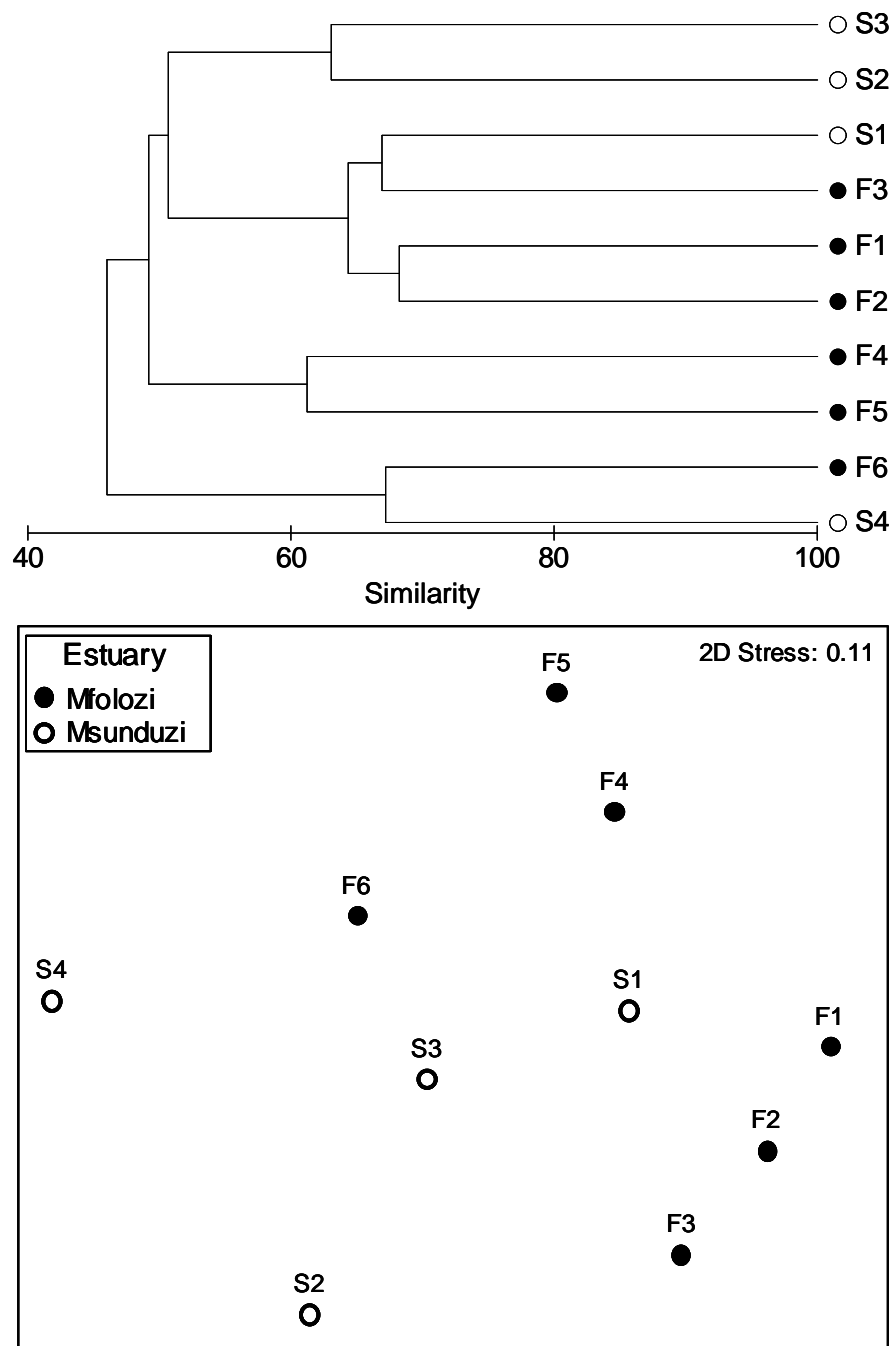 S3
S2
S1
F3
F1
F2
F4
F5
F6
S4
40 60 80 100
Similarity
Estuary
Mfolozi
Msunduzi
2D Stress: 0.11
F5
F4
F6
S4
S1
F1
S3
F2
F3
S2